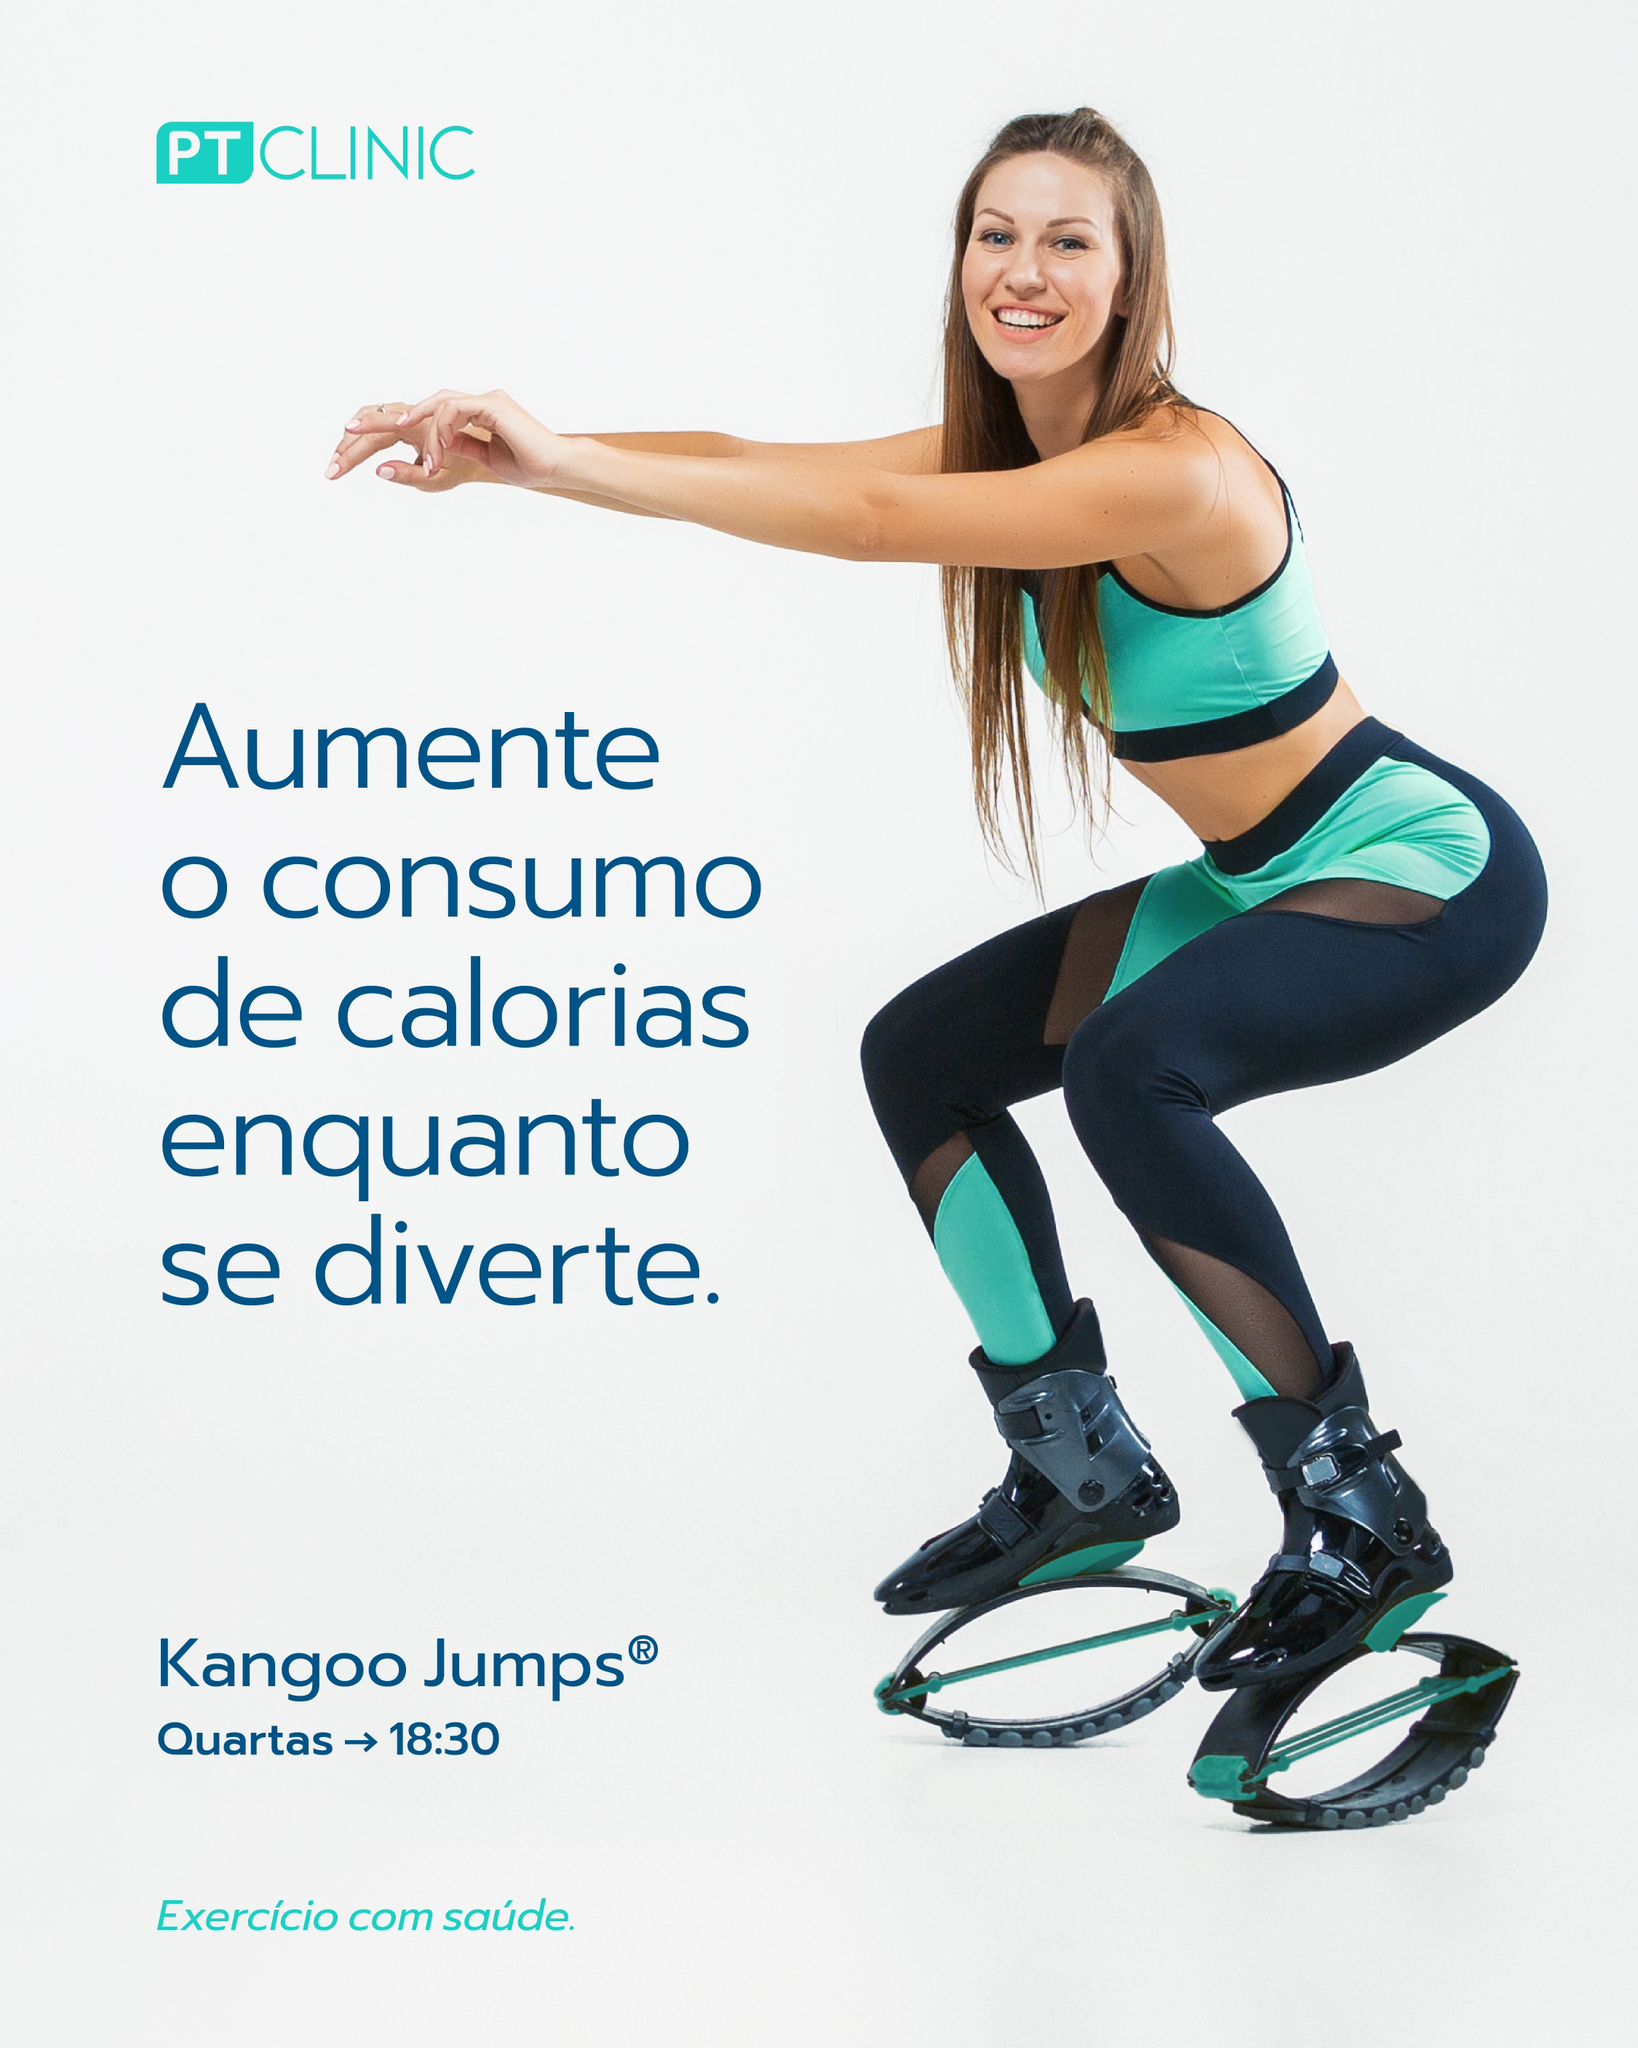 PT CLINIC
Aumente
o consumo
de calorias
enquanto
se diverte.
Kangoo Jumps®
Quartas → 18:30
Exercício com saúde.